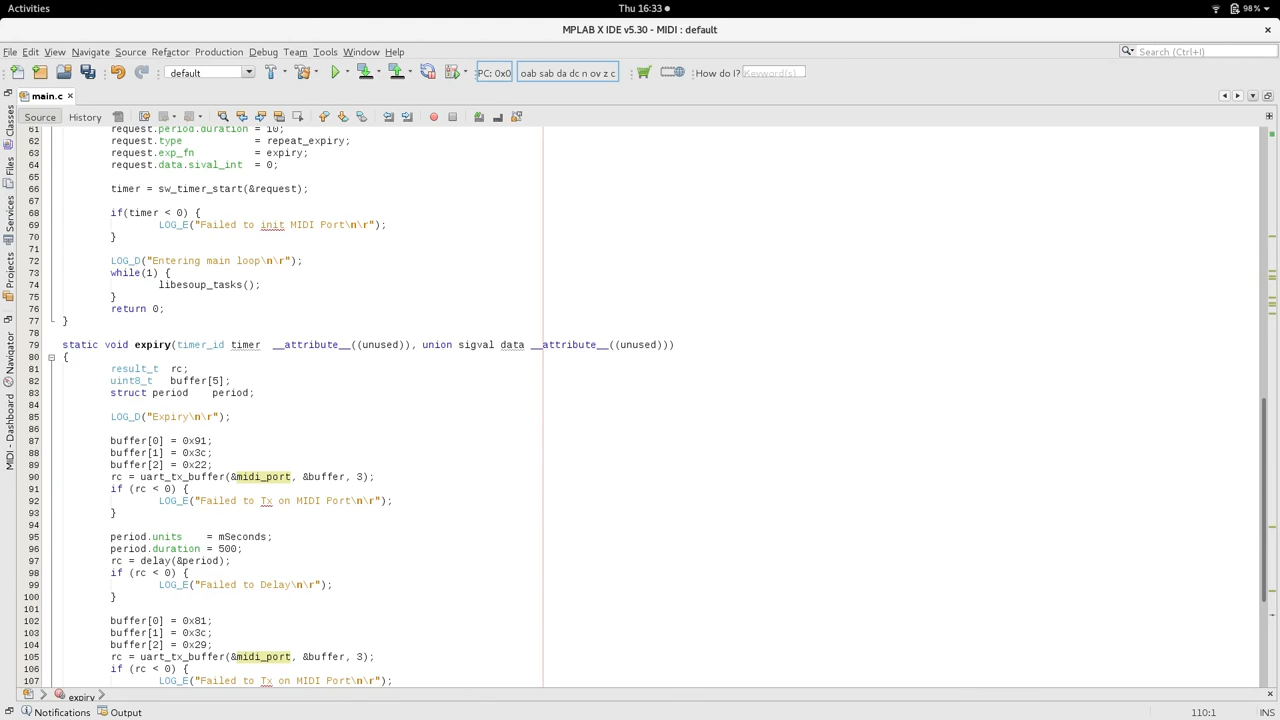 Activities
Thu 16:33
98%
MPLAB X IDE v5.30 - MIDI : default
File Edit View Navigate Source Refactor Production Debug Team Tools Window Help
Search (Ctrl+I)
default
PC: 0x0
oab sab da dc n ov z c
How do I?
Keyword(s)
main.c
Source
History
Classes
Files
Services
Projects
Navigator
MIDI - Dashboard
61 request.period.duration = 10;
62 request.type = repeat_expiry;
63 request.exp_fn = expiry;
64 request.data.sival_int = 0;
65
66 timer = sw_timer_start(&request);
67
68 if(timer < 0) {
69 LOG_E("Failed to init MIDI Port\n\r");
70 }
71
72 LOG_D("Entering main loop\n\r");
73 while(1) {
74 libesoup_tasks();
75 }
76 return 0;
77 }
78
79 static void expiry(timer_id timer __attribute__((unused)), union sigval data __attribute__((unused)))
80 {
81 result_t rc;
82 uint8_t buffer[5];
83 struct period period;
84
85 LOG_D("Expiry\n\r");
86
87 buffer[0] = 0x91;
88 buffer[1] = 0x3c;
89 buffer[2] = 0x22;
90 rc = uart_tx_buffer(&midi_port, &buffer, 3);
91 if (rc < 0) {
92 LOG_E("Failed to Tx on MIDI Port\n\r");
93 }
94
95 period.units = mSeconds;
96 period.duration = 500;
97 rc = delay(&period);
98 if (rc < 0) {
99 LOG_E("Failed to Delay\n\r");
100 }
101
102 buffer[0] = 0x81;
103 buffer[1] = 0x3c;
104 buffer[2] = 0x29;
105 rc = uart_tx_buffer(&midi_port, &buffer, 3);
106 if (rc < 0) {
107 LOG_E("Failed to Tx on MIDI Port\n\r");
expiry
Notifications
Output
110:1
INS